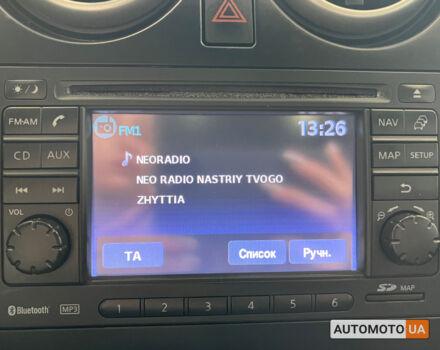 FM•AM
CD AUX
VOL
FM1
13:26
NEORADIO
NEO RADIO NASTRIY TVOGO
ZHYTTIA
TA
Список
Ручн.
NAV
MAP SETUP
Bluetooth MP3
1 2 3 4 5 6
SD MAP
AUTOMOTO.UA